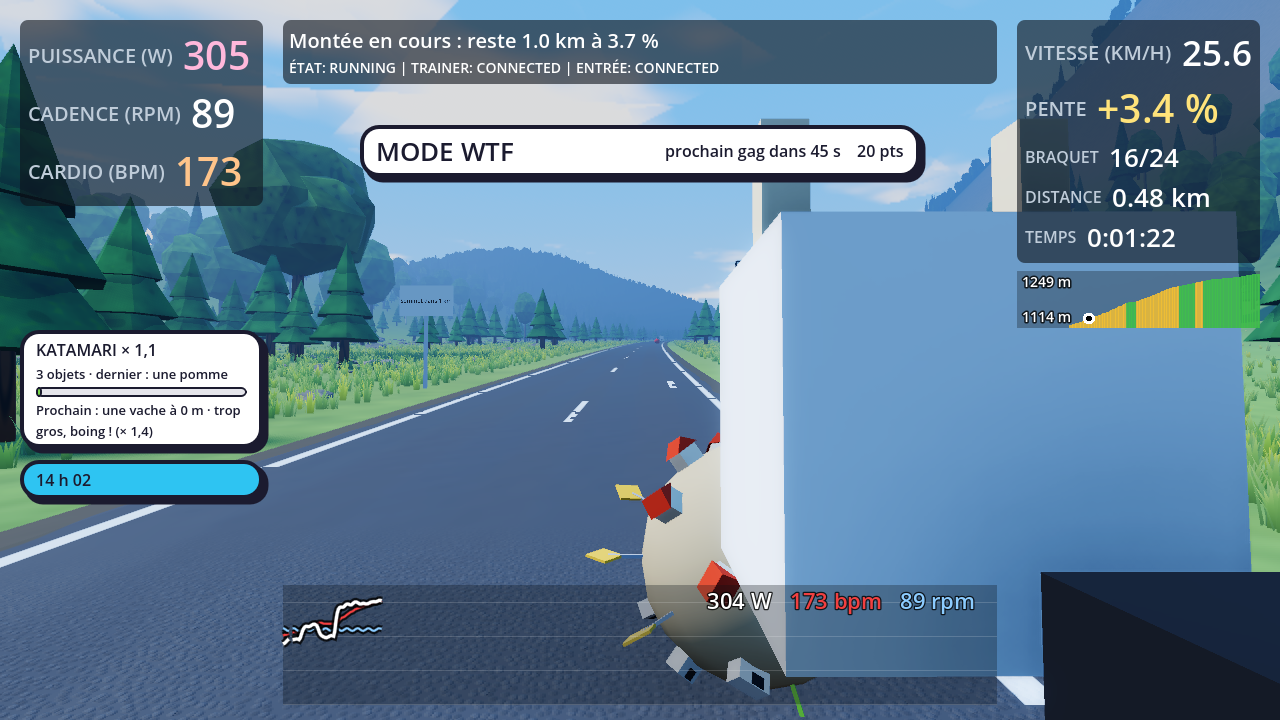 PUISSANCE (W) 305
CADENCE (RPM) 89
CARDIO (BPM) 173
Montée en cours : reste 1.0 km à 3.7 %
ÉTAT: RUNNING | TRAINER: CONNECTED | ENTRÉE: CONNECTED
MODE WTF prochain gag dans 45 s 20 pts
VITESSE (KM/H) 25.6
PENTE +3.4 %
BRAQUET 16/24
DISTANCE 0.48 km
TEMPS 0:01:22
1249 m
1114 m
KATAMARI × 1,1
3 objets · dernier : une pomme
Prochain : une vache à 0 m · trop
gros, boing ! (× 1,4)
14 h 02
304 W 173 bpm 89 rpm